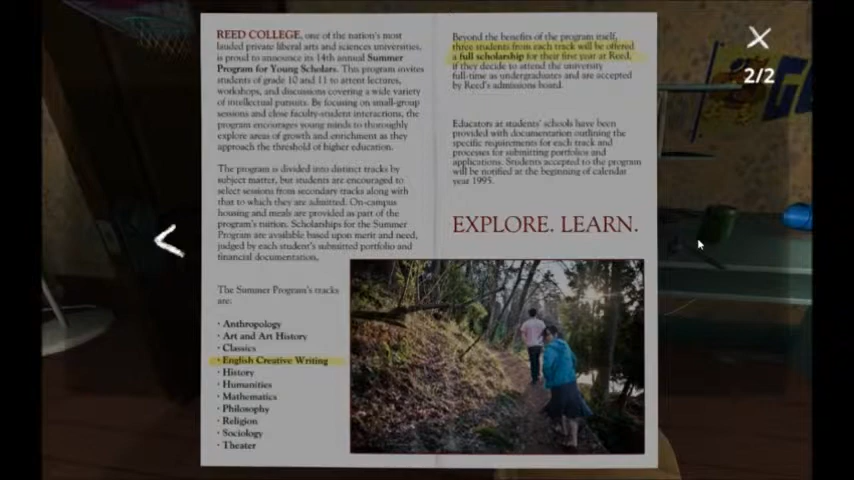 REED COLLEGE, one of the nation's most
lauded private liberal arts and sciences universities,
is proud to announce its 14th annual Summer
Program for Young Scholars. This program invites
students of grade 10 and 11 to attent lectures,
workshops, and discussions covering a wide variety
of intellectual pursuits. By focusing on small-group
sessions and close faculty-student interactions, the
program encourages young minds to thoroughly
explore areas of growth and enrichment as they
approach the threshold of higher education.
The program is divided into distinct tracks by
subject matter, but students are encouraged to
select sessions from secondary tracks along with
that to which they are admitted. On-campus
housing and meals are provided as part of the
program's nution. Scholarships for the Summer
Program are available based upon merit and need,
judged by each student's submitted portfolio and
financial documentation.
The Summer Program's tracks
are:
· Anthropology
· Art and Art History
· Classics
· English Creative Writing
· History
· Humanities
· Mathematics
· Philosophy
· Religion
· Sociology
· Theater
Beyond the benefits of the program itself,
three students from each track will be offered
a full scholarship for their first year at Reed,
if they decide to attend the university
full-time as undergraduates and are accepted
by Reed's admissions board.
Educators at students' schools have been
provided with documentation outlining the
specific requirements for each track and
processes for submitting portfolios and
applications. Students accepted to the program
will be notified at the beginning of calendar
year 1995.
EXPLORE. LEARN.
2/2